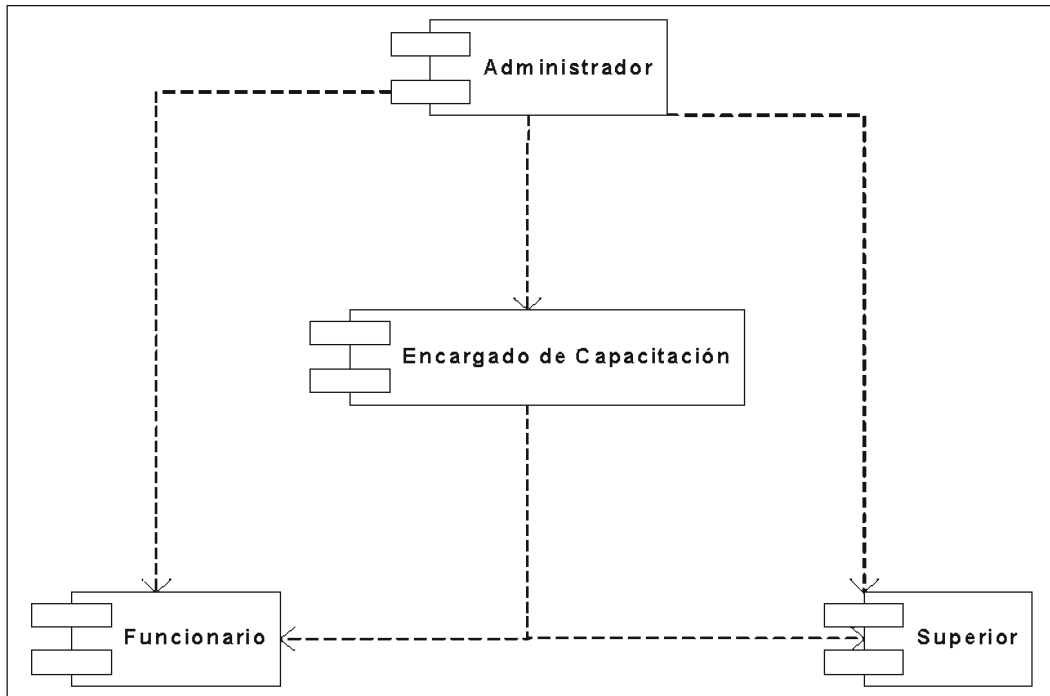 Administrador
Encargado de Capacitación
Funcionario
Superior